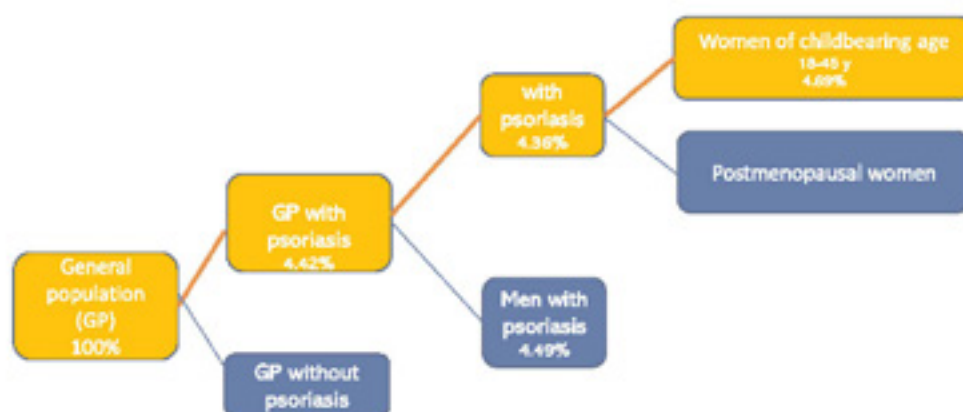 Women of childbearing age
18-45 y
4.69%
with
psoriasis
4.36%
Postmenopausal women
GP with
psoriasis
4.42%
General
population
(GP)
100%
Men with
psoriasis
4.49%
GP without
psoriasis